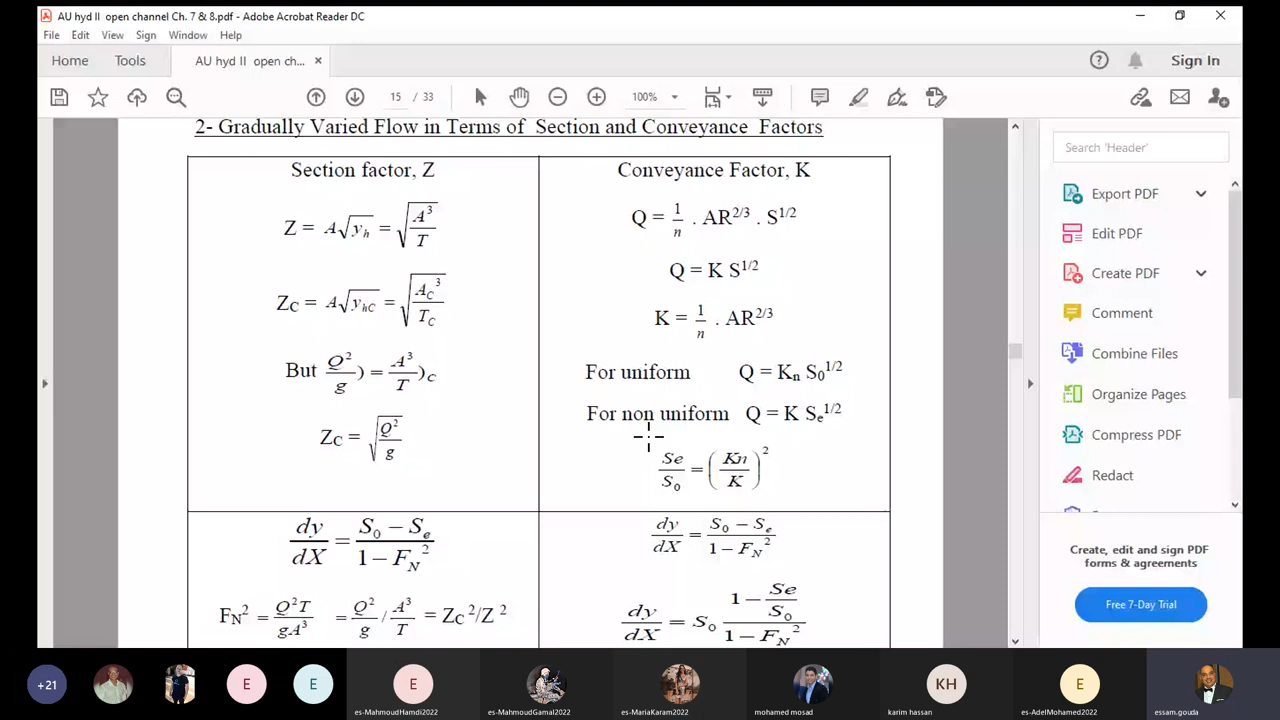 AU hyd II open channel Ch. 7 & 8.pdf - Adobe Acrobat Reader DC
File Edit View Sign Window Help
Home Tools AU hyd II open ch... × Sign In
15 / 33 100%
2- Gradually Varied Flow in Terms of Section and Conveyance Factors
Section factor, Z
Z = A√y_h = √(A³/T)
Z_C = A√y_hC = √(A_C³/T_C)
But Q²/g) = A³/T)_C
Z_C = √(Q²/g)
Conveyance Factor, K
Q = 1/n . AR^2/3 . S^1/2
Q = K S^1/2
K = 1/n . AR^2/3
For uniform Q = K_n S_0^1/2
For non uniform Q = K S_e^1/2
Se/S_0 = (Kn/K)²
dy/dX = (S_0 − S_e)/(1 − F_N²)
F_N² = Q²T/gA³ = Q²/g / A³/T = Z_C²/Z²
dy/dX = (S_0 − S_e)/(1 − F_N²)
dy/dX = S_0 (1 − Se/S_0)/(1 − F_N²)
Search 'Header'
Export PDF
Edit PDF
Create PDF
Comment
Combine Files
Organize Pages
Compress PDF
Redact
Create, edit and sign PDF
forms & agreements
Free 7-Day Trial
+21 E E E KH E
es-MahmoudHamdi2022 es-MahmoudGamal2022 es-MariaKaram2022 mohamed mosad karim hassan es-AdelMohamed2022 essam.gouda